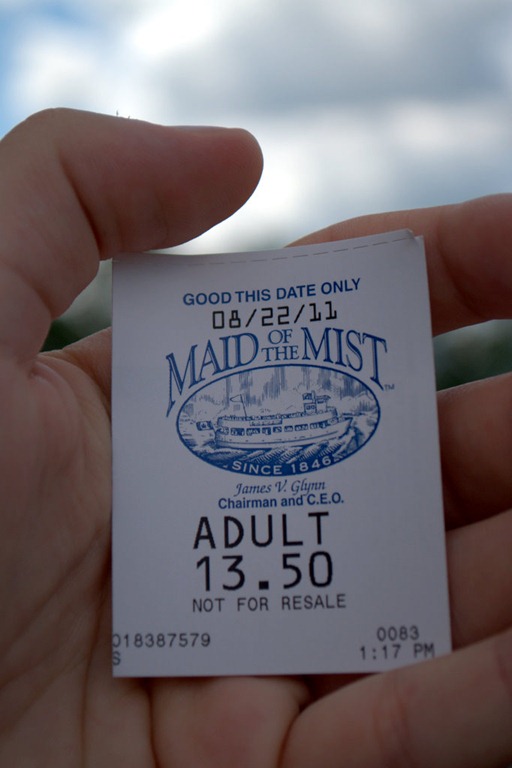 GOOD THIS DATE ONLY
08/22/11
MAID OF THE MIST™
SINCE 1846
James V. Glynn
Chairman and C.E.O.
ADULT
13.50
NOT FOR RESALE
018387579 0083
S 1:17 PM